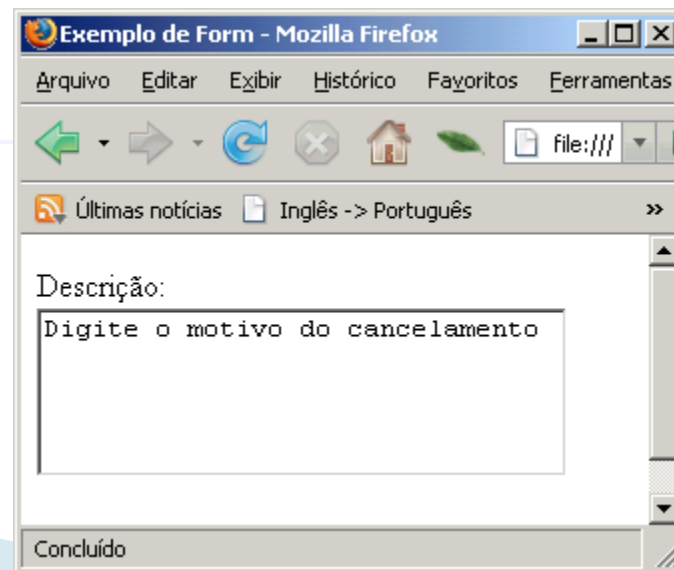 Exemplo de Form - Mozilla Firefox
Arquivo Editar Exibir Histórico Favoritos Ferramentas
file:///
Últimas notícias Inglês -> Português »
Descrição:
Digite o motivo do cancelamento
Concluído